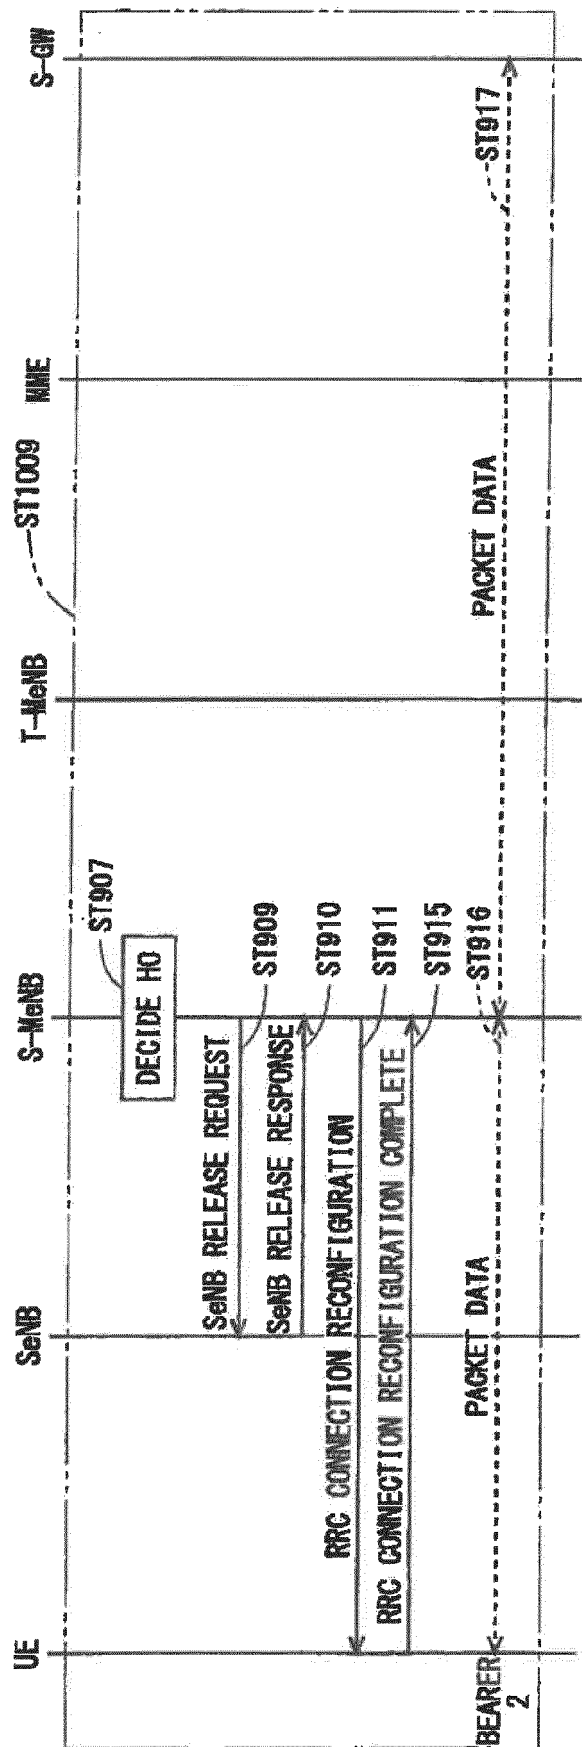 UE
SeNB
S-MeNB
T-MeNB
MME
S-GW
ST1009
ST907
DECIDE HO
SeNB RELEASE REQUEST
ST909
SeNB RELEASE RESPONSE
ST910
RRC CONNECTION RECONFIGURATION
ST911
RRC CONNECTION RECONFIGURATION COMPLETE
ST915
BEARER
2
PACKET DATA
ST916
PACKET DATA
ST917